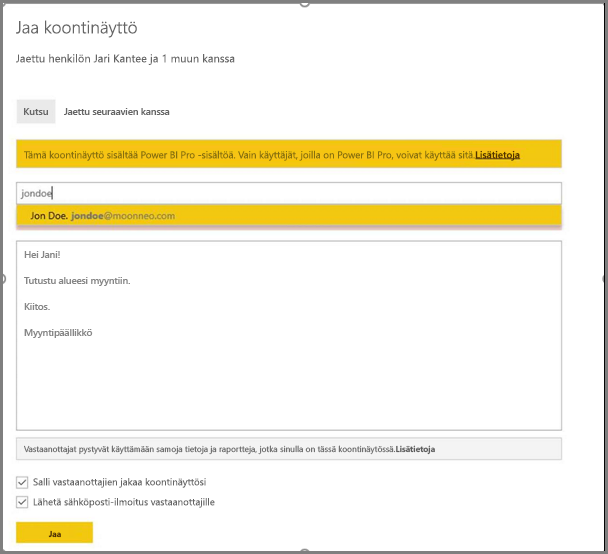 Jaa koontinäyttö
Jaettu henkilön Jari Kantee ja 1 muun kanssa
Kutsu Jaettu seuraavien kanssa
Tämä koontinäyttö sisältää Power BI Pro -sisältöä. Vain käyttäjät, joilla on Power BI Pro, voivat käyttää sitä.Lisätietoja
jondoe
Jon Doe. jondoe@moonneo.com
Hei Jani!
Tutustu alueesi myyntiin.
Kiitos.
Myyntipäällikkö
Vastaanottajat pystyvät käyttämään samoja tietoja ja raportteja, jotka sinulla on tässä koontinäytössä.Lisätietoja
Salli vastaanottajien jakaa koontinäyttösi
Lähetä sähköposti-ilmoitus vastaanottajille
Jaa